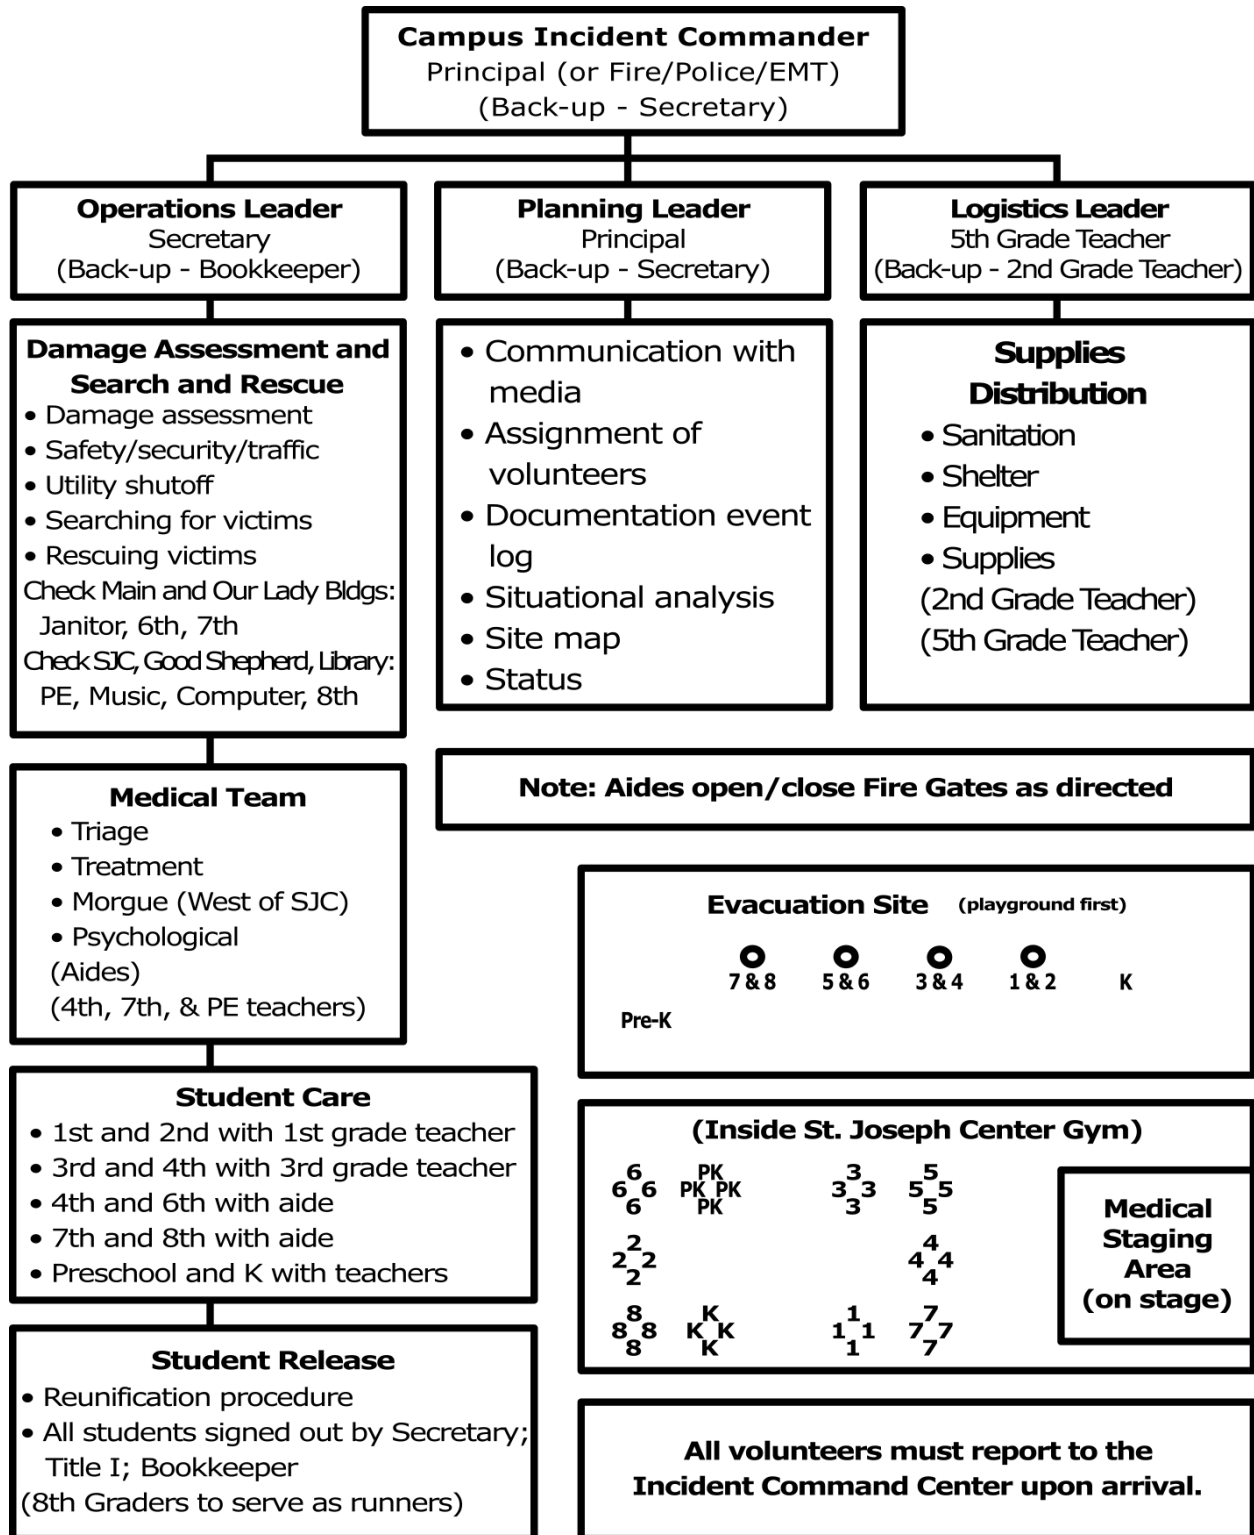 Campus Incident Commander
Principal (or Fire/Police/EMT)
(Back-up - Secretary)
Operations Leader
Secretary
(Back-up - Bookkeeper)
Planning Leader
Principal
(Back-up - Secretary)
Logistics Leader
5th Grade Teacher
(Back-up - 2nd Grade Teacher)
Damage Assessment and
Search and Rescue
• Damage assessment
• Safety/security/traffic
• Utility shutoff
• Searching for victims
• Rescuing victims
Check Main and Our Lady Bldgs:
Janitor, 6th, 7th
Check SJC, Good Shepherd, Library:
PE, Music, Computer, 8th
• Communication with
media
• Assignment of
volunteers
• Documentation event
log
• Situational analysis
• Site map
• Status
Supplies
Distribution
• Sanitation
• Shelter
• Equipment
• Supplies
(2nd Grade Teacher)
(5th Grade Teacher)
Medical Team
• Triage
• Treatment
• Morgue (West of SJC)
• Psychological
(Aides)
(4th, 7th, & PE teachers)
Note: Aides open/close Fire Gates as directed
Evacuation Site (playground first)
7 & 8 5 & 6 3 & 4 1 & 2 K
Pre-K
Student Care
• 1st and 2nd with 1st grade teacher
• 3rd and 4th with 3rd grade teacher
• 4th and 6th with aide
• 7th and 8th with aide
• Preschool and K with teachers
(Inside St. Joseph Center Gym)
6 PK 3 5
6 6 PK PK 3 3 5 5
6 PK 3 5
2 4
2 2 4 4
2 4
8 K 1 7
8 8 K K 1 1 7 7
8 K 1 7
Medical
Staging
Area
(on stage)
Student Release
• Reunification procedure
• All students signed out by Secretary;
Title I; Bookkeeper
(8th Graders to serve as runners)
All volunteers must report to the
Incident Command Center upon arrival.